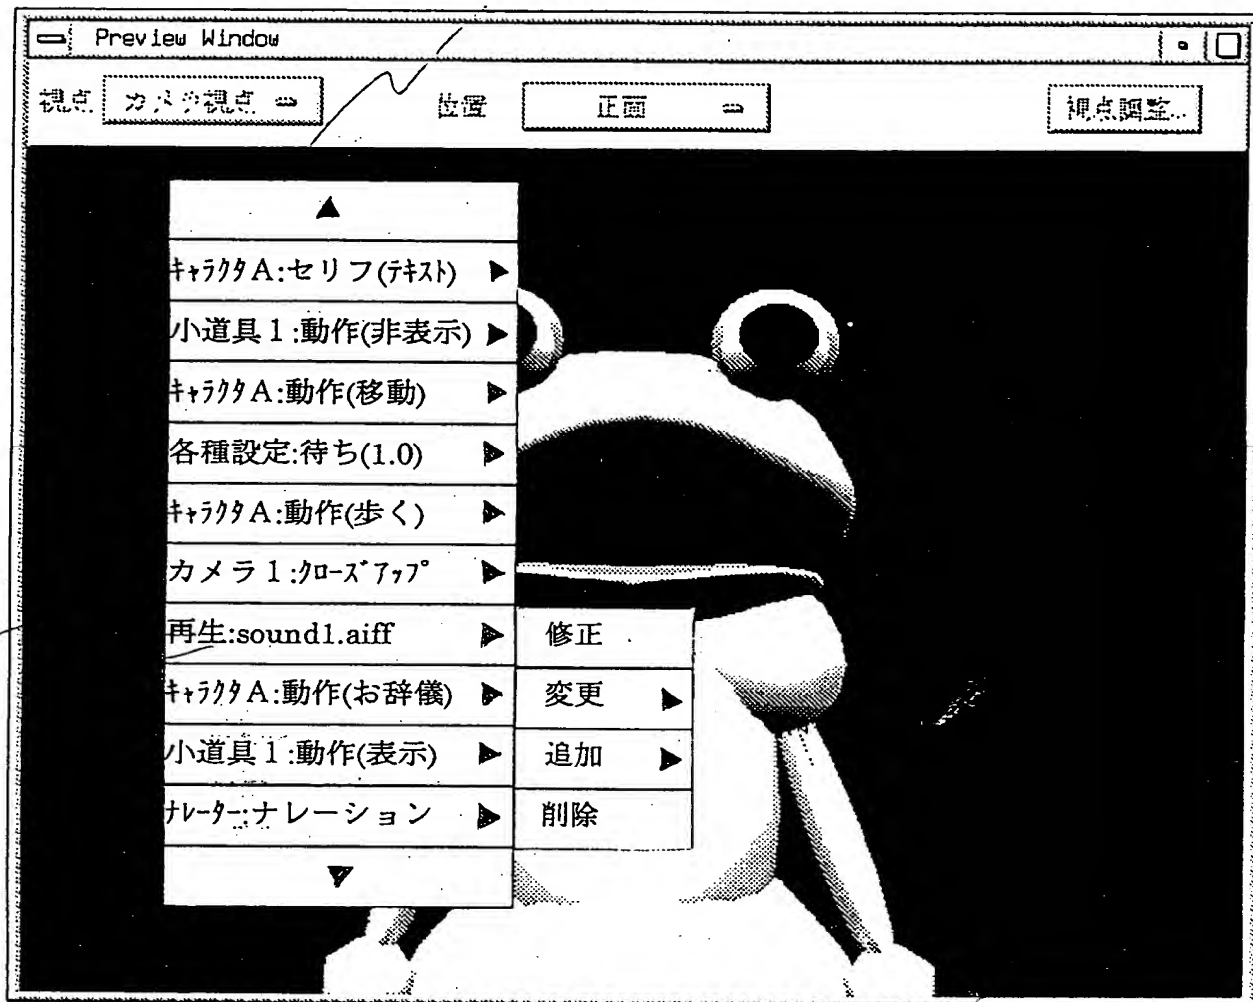 Preview Window
視点 カメラ視点 位置 正面 視点調整...
ｷｬﾗｸﾀA:セリフ(ﾃｷｽﾄ)
小道具1:動作(非表示)
ｷｬﾗｸﾀA:動作(移動)
各種設定:待ち(1.0)
ｷｬﾗｸﾀA:動作(歩く)
カメラ1:ｸﾛｰｽﾞｱｯﾌﾟ
再生:sound1.aiff 修正
ｷｬﾗｸﾀA:動作(お辞儀) 変更
小道具1:動作(表示) 追加
ﾅﾚｰﾀｰ:ナレーション 削除